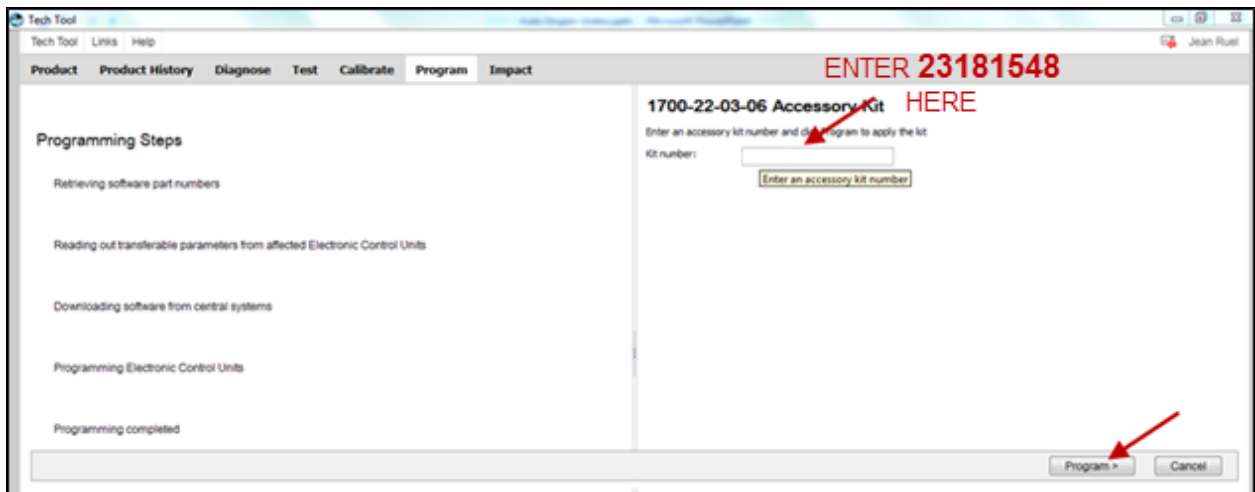 Tech Tool
Tech Tool Links Help
Jean Ruel
Product Product History Diagnose Test Calibrate Program Impact
ENTER 23181548
HERE
1700-22-03-06 Accessory Kit
Enter an accessory kit number and click Program to apply the kit
Kit number:
Enter an accessory kit number
Programming Steps
Retrieving software part numbers
Reading out transferable parameters from affected Electronic Control Units
Downloading software from central systems
Programming Electronic Control Units
Programming completed
Program >
Cancel